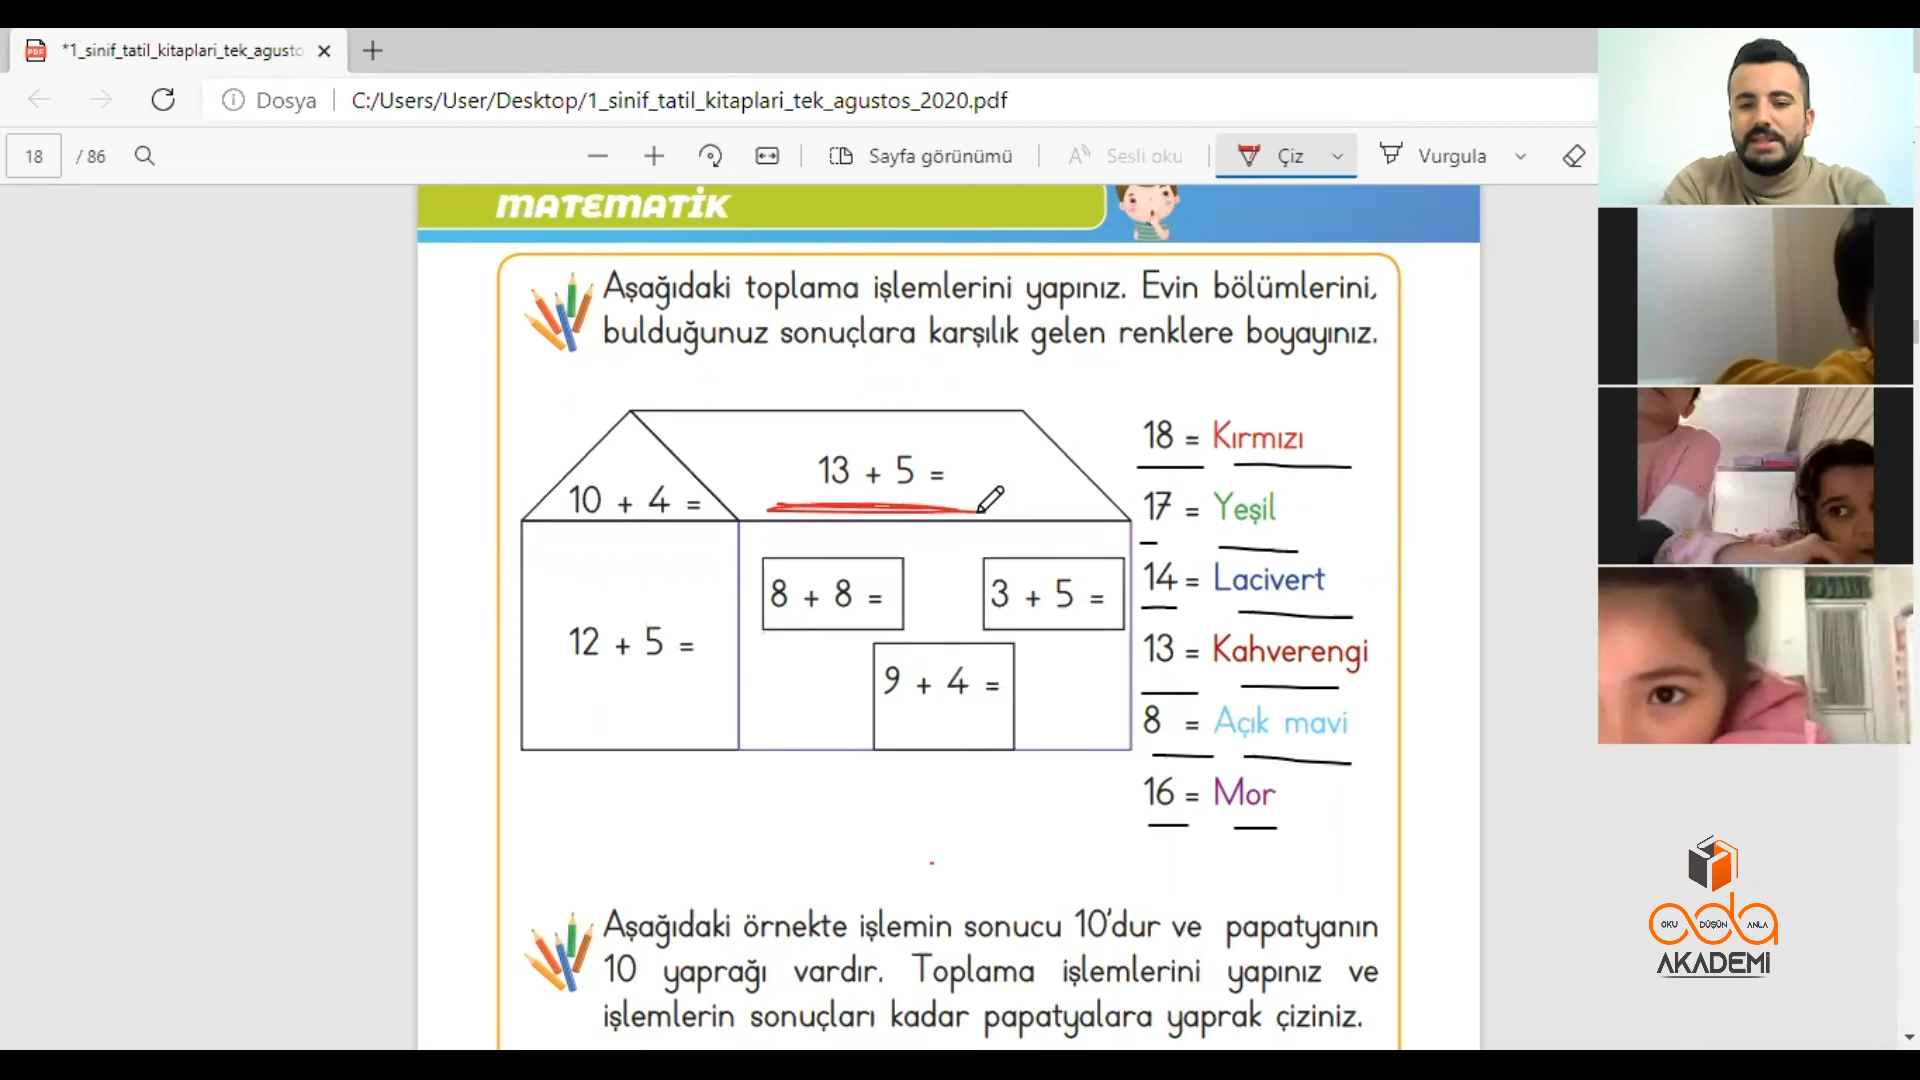 *1_sinif_tatil_kitaplari_tek_agusto
Dosya
C:/Users/User/Desktop/1_sinif_tatil_kitaplari_tek_agustos_2020.pdf
18 / 86
Sayfa görünümü
Sesli oku
Çiz
Vurgula
MATEMATİK
Aşağıdaki toplama işlemlerini yapınız. Evin bölümlerini,
bulduğunuz sonuçlara karşılık gelen renklere boyayınız.
13 + 5 =
10 + 4 =
8 + 8 =
3 + 5 =
12 + 5 =
9 + 4 =
18 = Kırmızı
17 = Yeşil
14 = Lacivert
13 = Kahverengi
8 = Açık mavi
16 = Mor
Aşağıdaki örnekte işlemin sonucu 10'dur ve papatyanın
10 yaprağı vardır. Toplama işlemlerini yapınız ve
işlemlerin sonuçları kadar papatyalara yaprak çiziniz.
oda
OKU DÜŞÜN ANLA
AKADEMİ